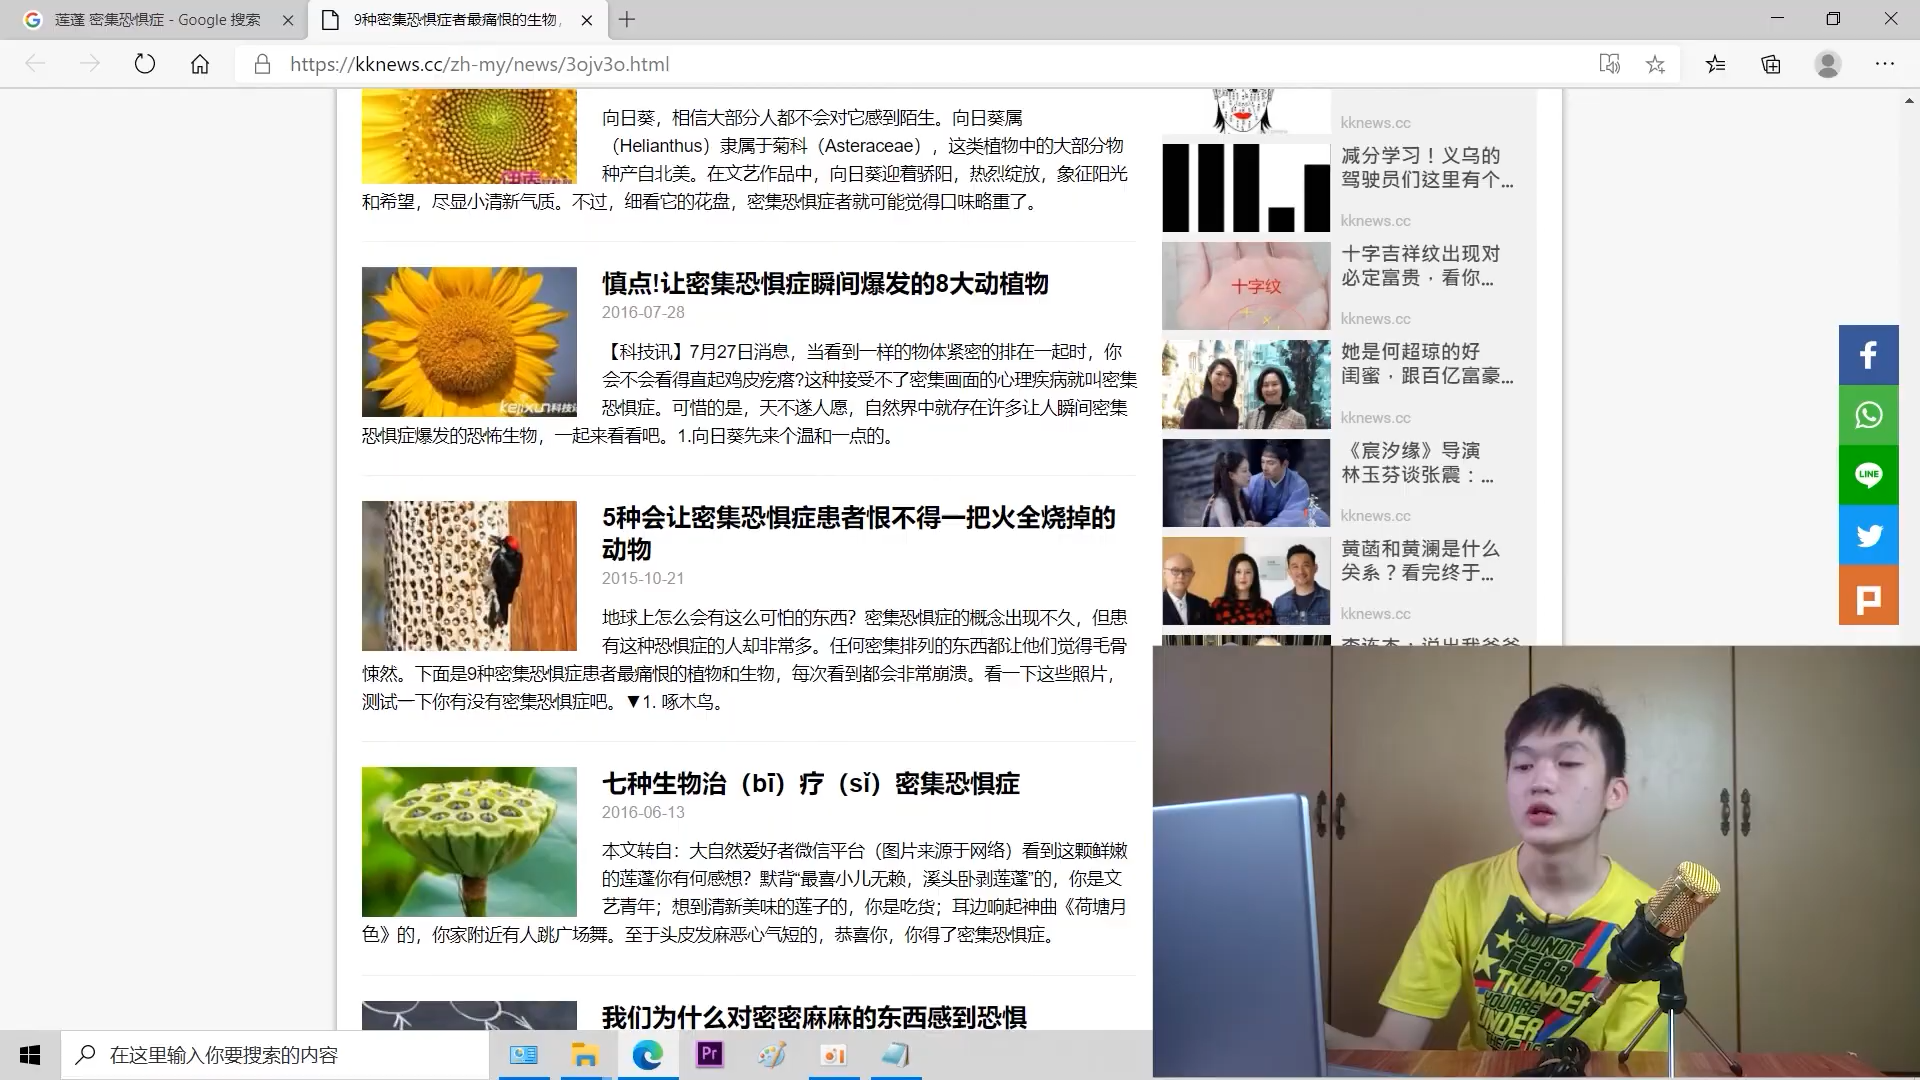 莲蓬 密集恐惧症 - Google 搜索
9种密集恐惧症者最痛恨的生物,
https://kknews.cc/zh-my/news/3ojv3o.html
向日葵，相信大部分人都不会对它感到陌生。向日葵属
（Helianthus）隶属于菊科（Asteraceae），这类植物中的大部分物
种产自北美。在文艺作品中，向日葵迎着骄阳，热烈绽放，象征阳光
和希望，尽显小清新气质。不过，细看它的花盘，密集恐惧症者就可能觉得口味略重了。
慎点!让密集恐惧症瞬间爆发的8大动植物
2016-07-28
【科技讯】7月27日消息，当看到一样的物体紧密的排在一起时，你
会不会看得直起鸡皮疙瘩?这种接受不了密集画面的心理疾病就叫密集
恐惧症。可惜的是，天不遂人愿，自然界中就存在许多让人瞬间密集
恐惧症爆发的恐怖生物，一起来看看吧。1.向日葵先来个温和一点的。
kejixun科技讯
5种会让密集恐惧症患者恨不得一把火全烧掉的
动物
2015-10-21
地球上怎么会有这么可怕的东西？密集恐惧症的概念出现不久，但患
有这种恐惧症的人却非常多。任何密集排列的东西都让他们觉得毛骨
悚然。下面是9种密集恐惧症患者最痛恨的植物和生物，每次看到都会非常崩溃。看一下这些照片，
测试一下你有没有密集恐惧症吧。▼1. 啄木鸟。
七种生物治（bī）疗（sǐ）密集恐惧症
2016-06-13
本文转自：大自然爱好者微信平台（图片来源于网络）看到这颗鲜嫩
的莲蓬你有何感想？默背“最喜小儿无赖，溪头卧剥莲蓬”的，你是文
艺青年；想到清新美味的莲子的，你是吃货；耳边响起神曲《荷塘月
色》的，你家附近有人跳广场舞。至于头皮发麻恶心气短的，恭喜你，你得了密集恐惧症。
我们为什么对密密麻麻的东西感到恐惧
kknews.cc
减分学习！义乌的
驾驶员们这里有个...
kknews.cc
十字纹
十字吉祥纹出现对
必定富贵，看你...
kknews.cc
她是何超琼的好
闺蜜，跟百亿富豪...
kknews.cc
《宸汐缘》导演
林玉芬谈张震：...
kknews.cc
黄菡和黄澜是什么
关系？看完终于...
kknews.cc
LINE
DO NOT
FEAR
THUNDER
YOU ARE
UNDER
在这里输入你要搜索的内容
Pr